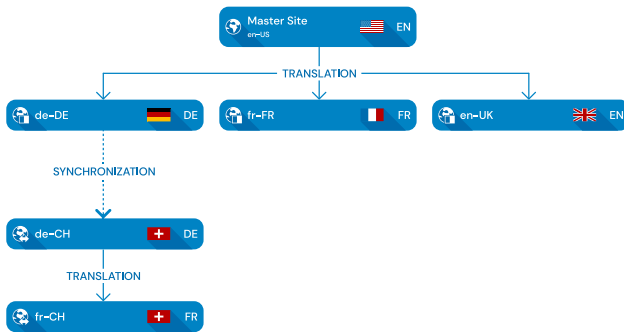 Master Site
en-US
EN
TRANSLATION
de-DE DE
fr-FR FR
en-UK EN
SYNCHRONIZATION
de-CH DE
TRANSLATION
fr-CH FR